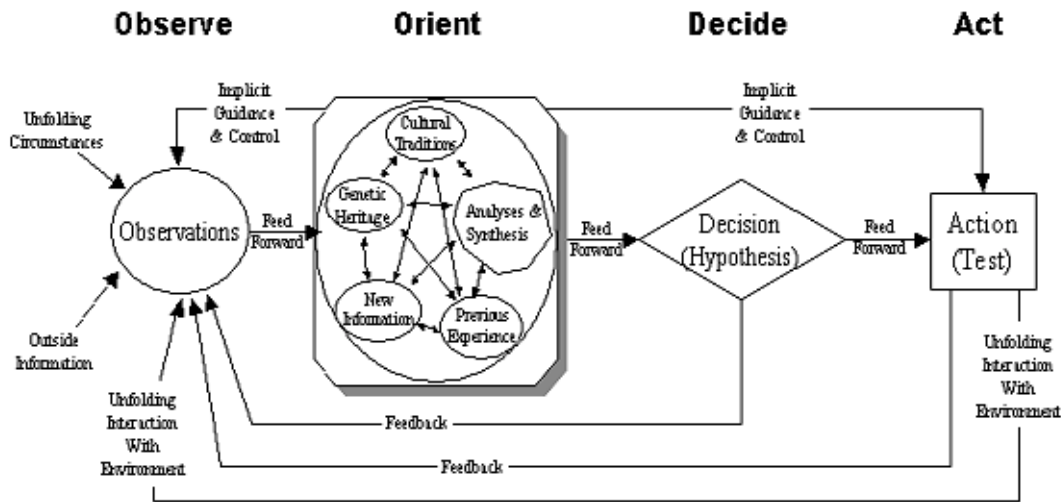 Observe
Orient
Decide
Act
Implicit
Guidance
& Control
Implicit
Guidance
& Control
Unfolding
Circumstances
Cultural
Traditions
Genetic
Heritage
Analyses &
Synthesis
Observations
Feed
Forward
Feed
Forward
Decision
(Hypothesis)
Feed
Forward
Action
(Test)
New
Information
Previous
Experience
Outside
Information
Unfolding
Interaction
With
Environment
Unfolding
Interaction
With
Environment
Feedback
Feedback